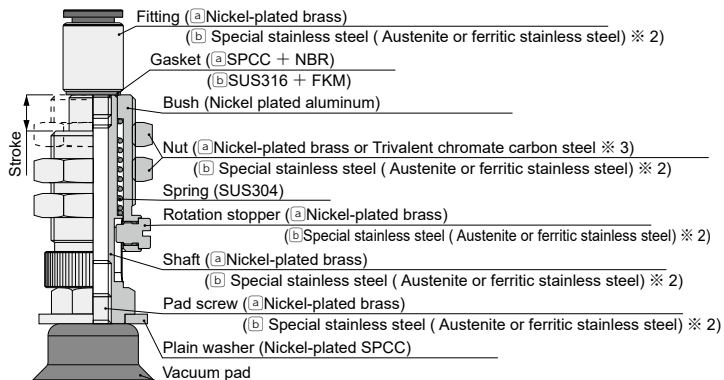 Fitting (ⓐNickel-plated brass)
(ⓑ Special stainless steel ( Austenite or ferritic stainless steel) ※ 2)
Gasket (ⓐSPCC ＋ NBR)
(ⓑSUS316 + FKM)
Bush (Nickel plated aluminum)
Stroke
Nut (ⓐNickel-plated brass or Trivalent chromate carbon steel ※ 3)
(ⓑ Special stainless steel ( Austenite or ferritic stainless steel) ※ 2)
Spring (SUS304)
Rotation stopper (ⓐNickel-plated brass)
(ⓑSpecial stainless steel ( Austenite or ferritic stainless steel) ※ 2)
Shaft (ⓐNickel-plated brass)
(ⓑ Special stainless steel ( Austenite or ferritic stainless steel) ※ 2)
Pad screw (ⓐNickel-plated brass)
(ⓑ Special stainless steel ( Austenite or ferritic stainless steel) ※ 2)
Plain washer (Nickel-plated SPCC)
Vacuum pad